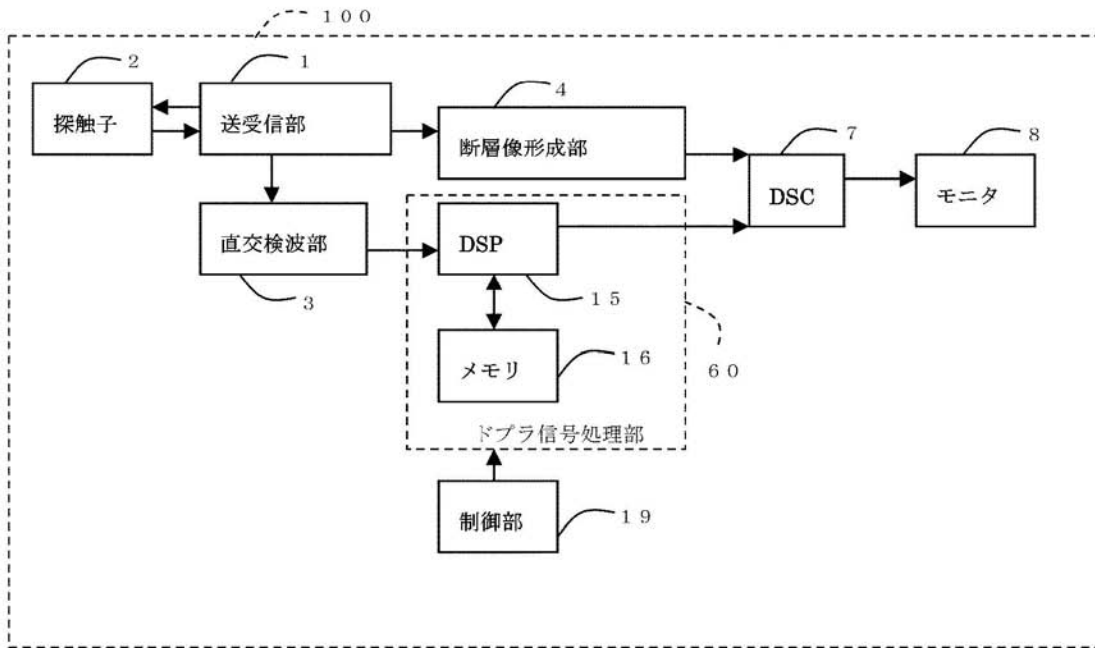 １００
２
１
４
７
８
探触子
送受信部
断層像形成部
DSC
モニタ
直交検波部
DSP
３
１５
メモリ
１６
６０
ドプラ信号処理部
制御部
１９